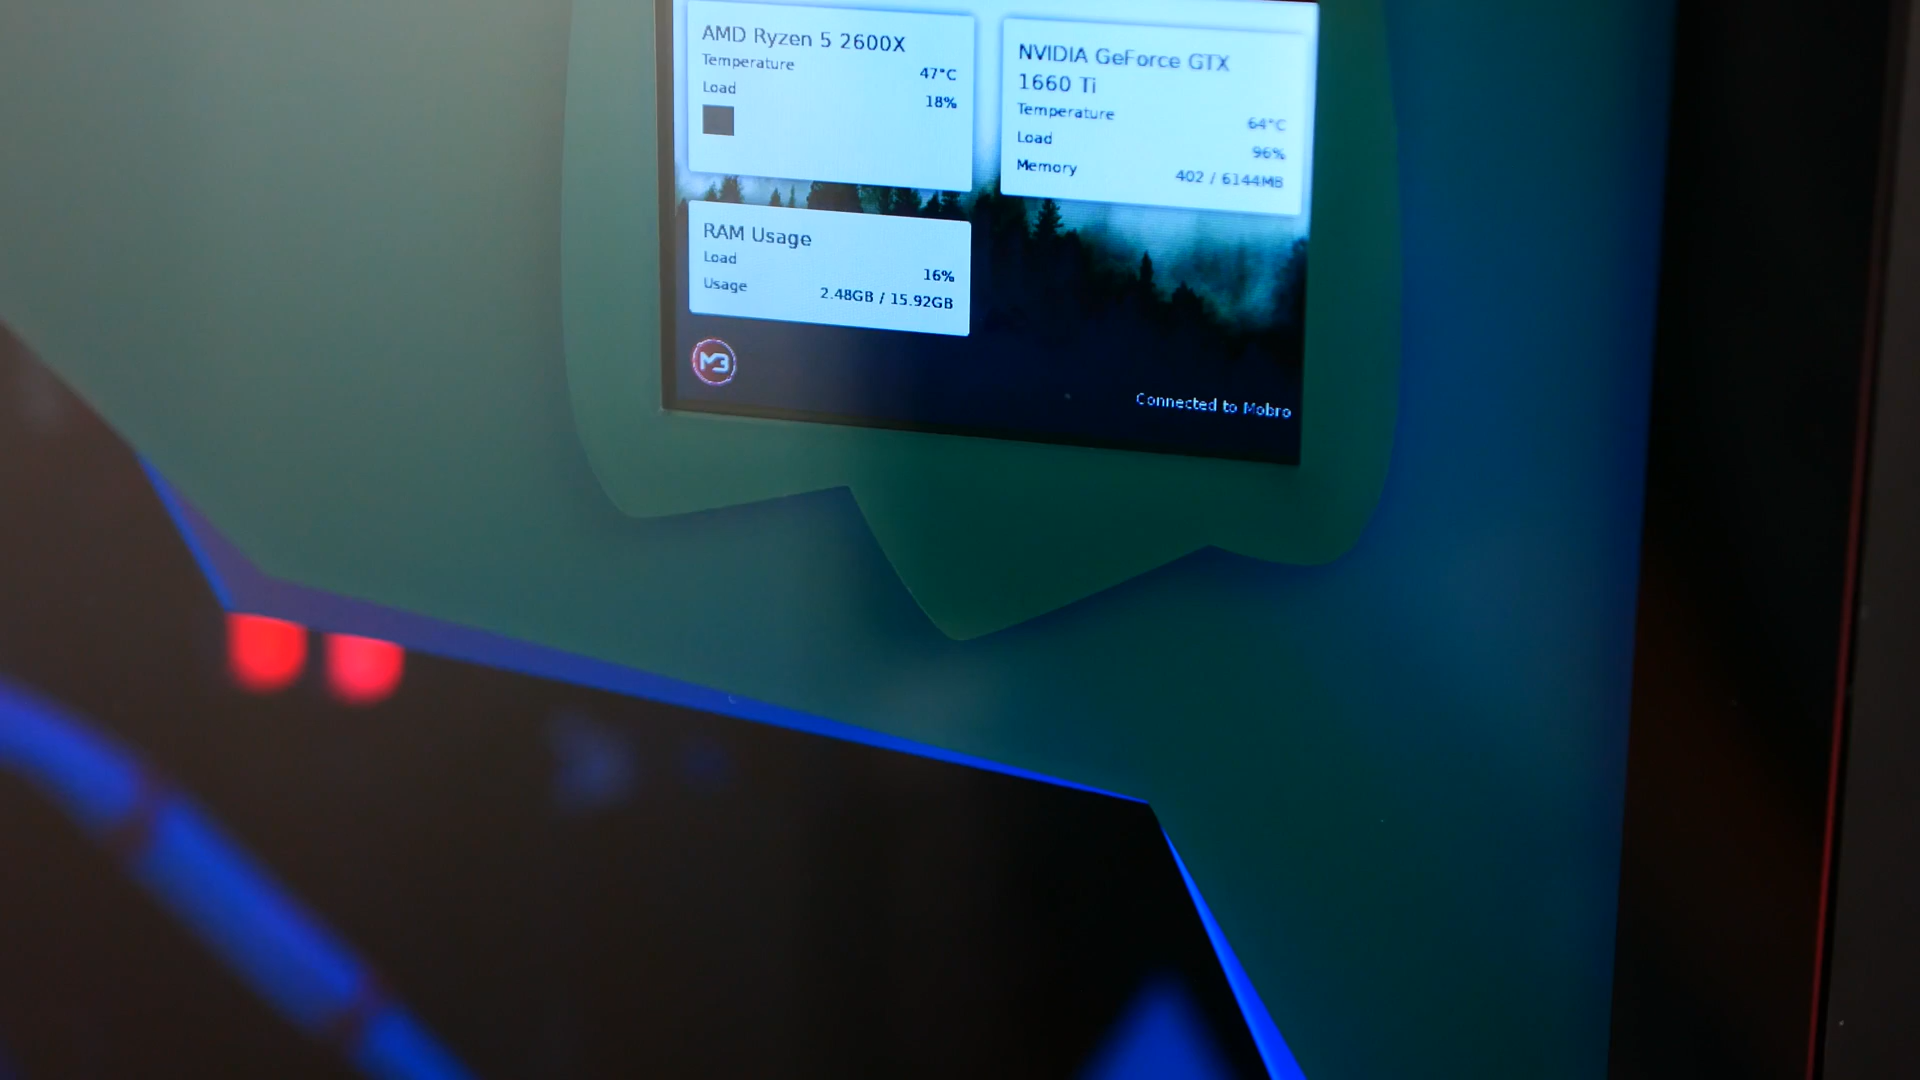 AMD Ryzen 5 2600X
Temperature 47°C
Load 18%
NVIDIA GeForce GTX
1660 Ti
Temperature 64°C
Load 96%
Memory 402 / 6144MB
RAM Usage
Load 16%
Usage 2.48GB / 15.92GB
M3
Connected to Mobro